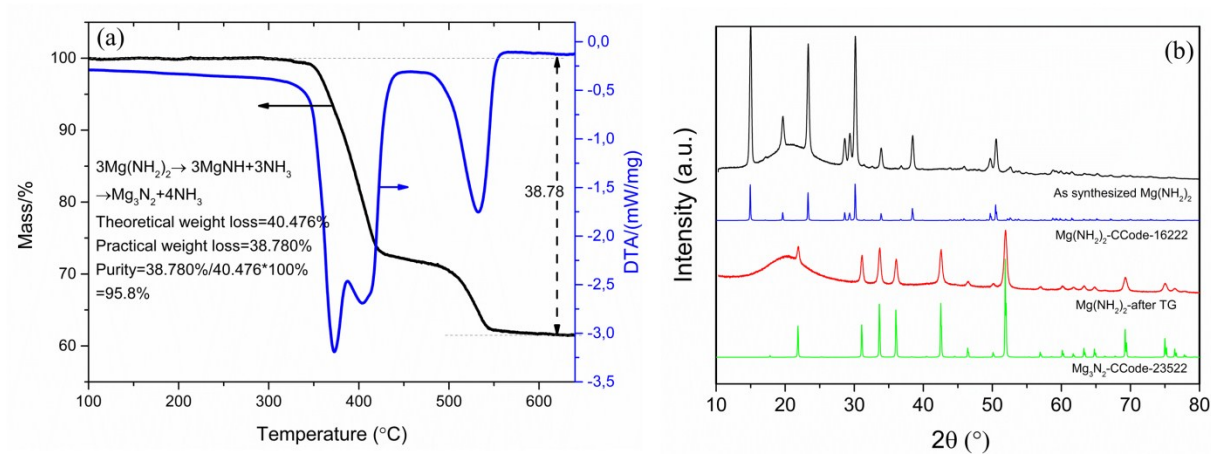 (a)
100
90
80
70
60
Mass/%
100
200
300
400
500
600
Temperature (°C)
0,0
-0,5
-1,0
-1,5
-2,0
-2,5
-3,0
-3,5
DTA/(mW/mg)
38.78
3Mg(NH₂)₂→ 3MgNH+3NH₃
→Mg₃N₂+4NH₃
Theoretical weight loss=40.476%
Practical weight loss=38.780%
Purity=38.780%/40.476*100%
=95.8%
(b)
Intensity (a.u.)
As synthesized Mg(NH₂)₂
Mg(NH₂)₂-CCode-16222
Mg(NH₂)₂-after TG
Mg₃N₂-CCode-23522
10
20
30
40
50
60
70
80
2θ (°)